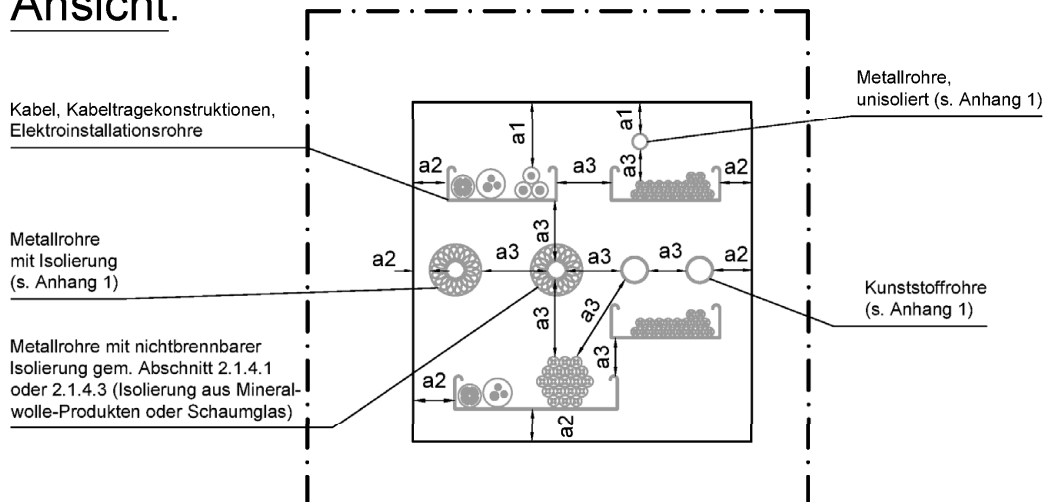 Ansicht:
Metallrohre,
unisoliert (s. Anhang 1)
Kabel, Kabeltragekonstruktionen,
Elektroinstallationsrohre
a1
a1
a2
a3
a3
a2
Metallrohre
mit Isolierung
(s. Anhang 1)
a2
a3
a3
a3
a3
a2
Kunststoffrohre
(s. Anhang 1)
a3
a3
a3
Metallrohre mit nichtbrennbarer
Isolierung gem. Abschnitt 2.1.4.1
oder 2.1.4.3 (Isolierung aus Mineral-
wolle-Produkten oder Schaumglas)
a2
a2